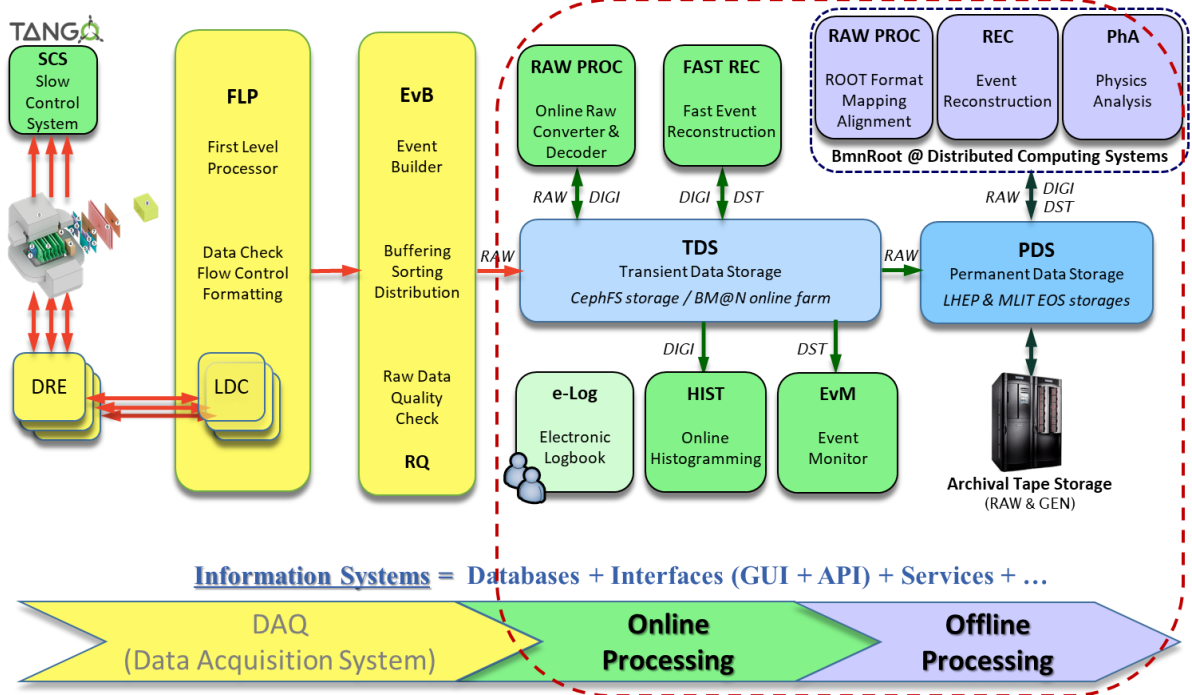 TANGO
SCS
Slow
Control
System
FLP
First Level
Processor
Data Check
Flow Control
Formatting
DRE
LDC
EvB
Event
Builder
Buffering
Sorting
Distribution
Raw Data
Quality
Check
RQ
RAW
RAW PROC
Online Raw
Converter &
Decoder
FAST REC
Fast Event
Reconstruction
RAW PROC
ROOT Format
Mapping
Alignment
REC
Event
Reconstruction
PhA
Physics
Analysis
BmnRoot @ Distributed Computing Systems
RAW
DIGI
DIGI
DST
RAW
DIGI
DST
TDS
Transient Data Storage
CephFS storage / BM@N online farm
RAW
PDS
Permanent Data Storage
LHEP & MLIT EOS storages
DIGI
DST
e-Log
Electronic
Logbook
HIST
Online
Histogramming
EvM
Event
Monitor
Archival Tape Storage
(RAW & GEN)
Information Systems = Databases + Interfaces (GUI + API) + Services + …
DAQ
(Data Acquisition System)
Online
Processing
Offline
Processing